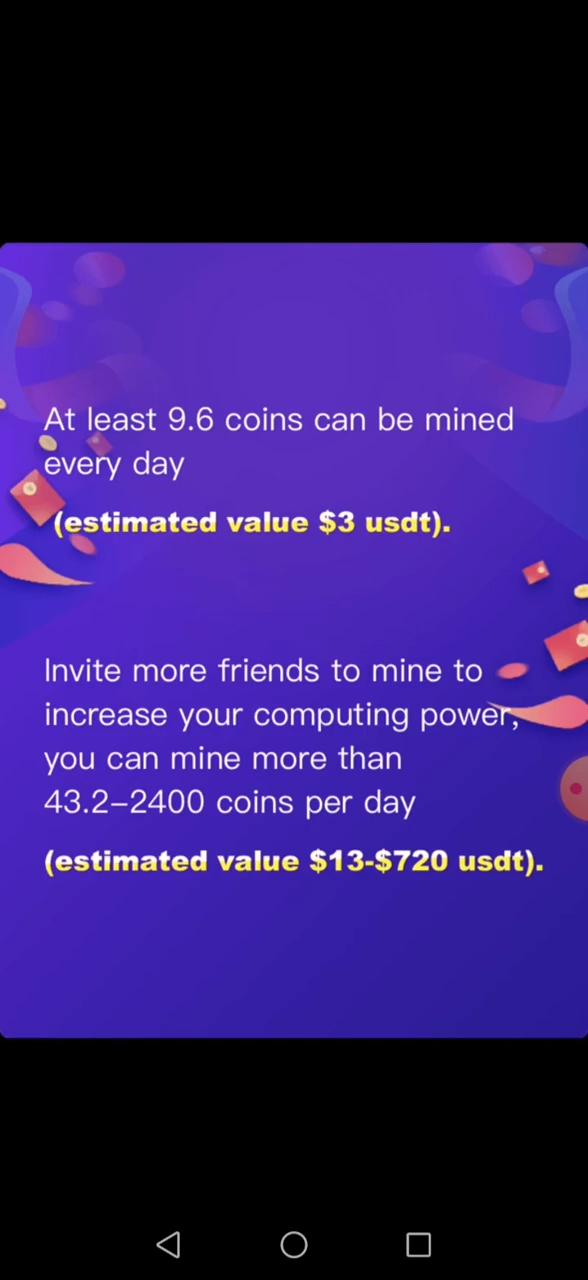 At least 9.6 coins can be mined
every day
(estimated value $3 usdt).
Invite more friends to mine to
increase your computing power,
you can mine more than
43.2–2400 coins per day
(estimated value $13-$720 usdt).